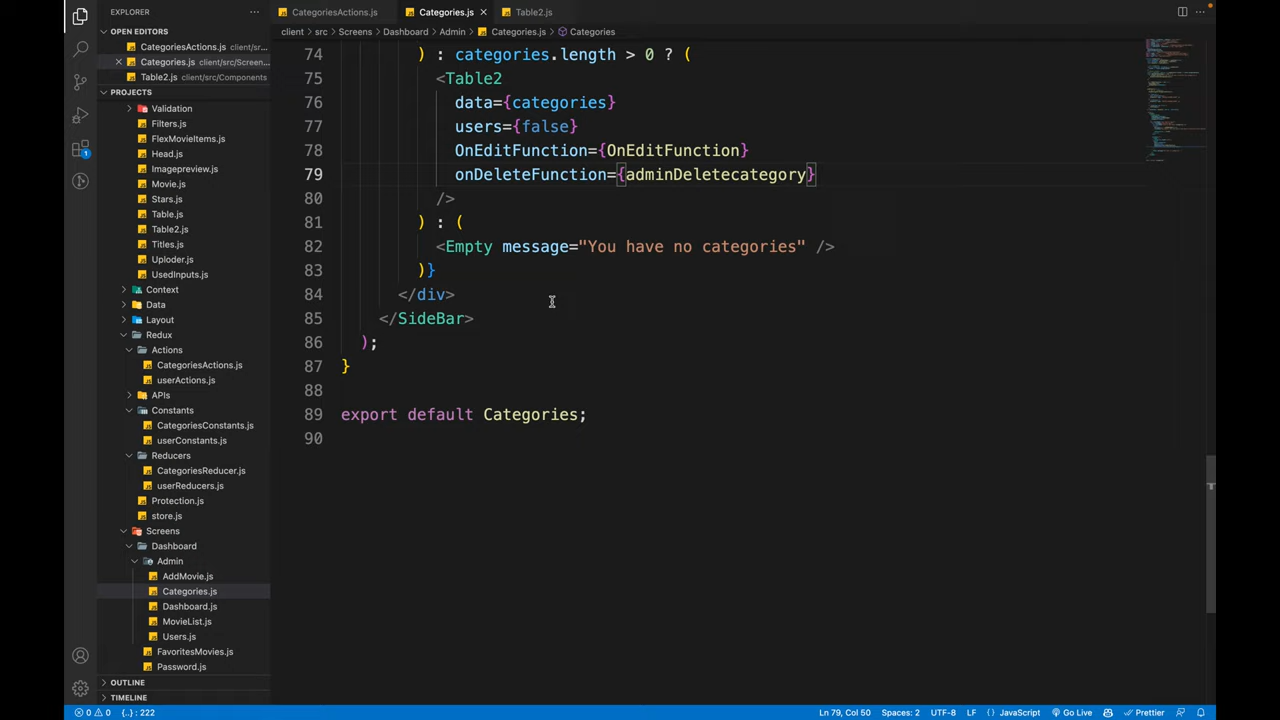 EXPLORER
CategoriesActions.js
Categories.js
Table2.js
client > src > Screens > Dashboard > Admin > Categories.js > Categories
OPEN EDITORS
CategoriesActions.js client/sr...
Categories.js client/src/Screen...
Table2.js client/src/Components
PROJECTS
Validation
Filters.js
FlexMovieItems.js
Head.js
Imagepreview.js
Movie.js
Stars.js
Table.js
Table2.js
Titles.js
Uploder.js
UsedInputs.js
Context
Data
Layout
Redux
Actions
CategoriesActions.js
userActions.js
APIs
Constants
CategoriesConstants.js
userConstants.js
Reducers
CategoriesReducer.js
userReducers.js
Protection.js
store.js
Screens
Dashboard
Admin
AddMovie.js
Categories.js
Dashboard.js
MovieList.js
Users.js
FavoritesMovies.js
Password.js
OUTLINE
TIMELINE
74 ) : categories.length > 0 ? (
75 <Table2
76 data={categories}
77 users={false}
78 OnEditFunction={OnEditFunction}
79 onDeleteFunction={adminDeletecategory}
80 />
81 ) : (
82 <Empty message="You have no categories" />
83 )}
84 </div>
85 </SideBar>
86 );
87 }
88
89 export default Categories;
90
1
0 0 {..} : 222
Ln 79, Col 50 Spaces: 2 UTF-8 LF {} JavaScript Go Live Prettier